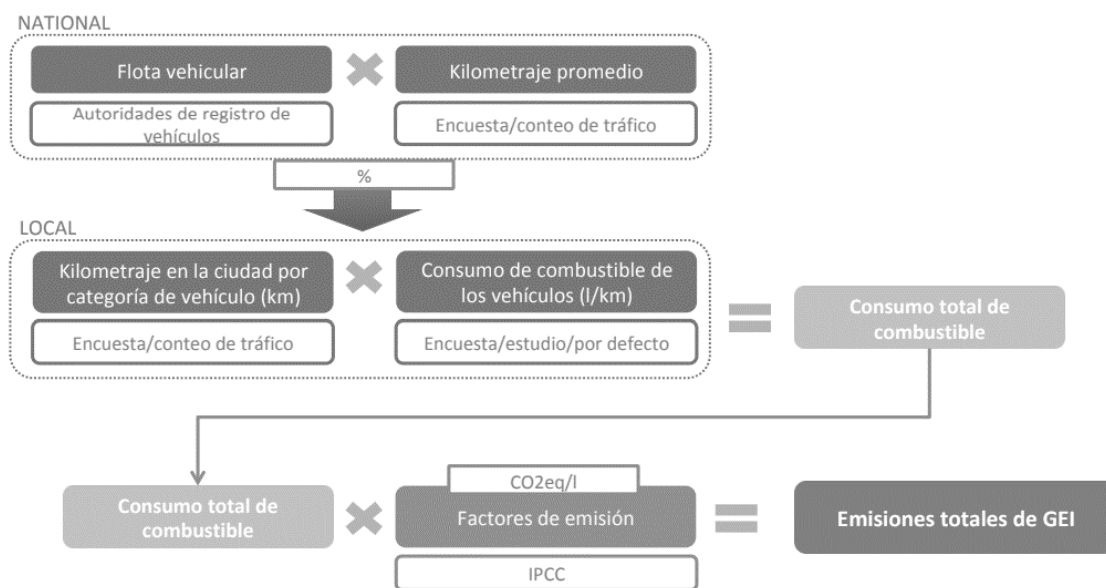 NATIONAL
Flota vehicular
Kilometraje promedio
Autoridades de registro de
vehículos
Encuesta/conteo de tráfico
%
LOCAL
Kilometraje en la ciudad por
categoría de vehículo (km)
Consumo de combustible de
los vehículos (l/km)
Consumo total de
combustible
Encuesta/conteo de tráfico
Encuesta/estudio/por defecto
CO2eq/l
Consumo total de
combustible
Factores de emisión
Emisiones totales de GEI
IPCC